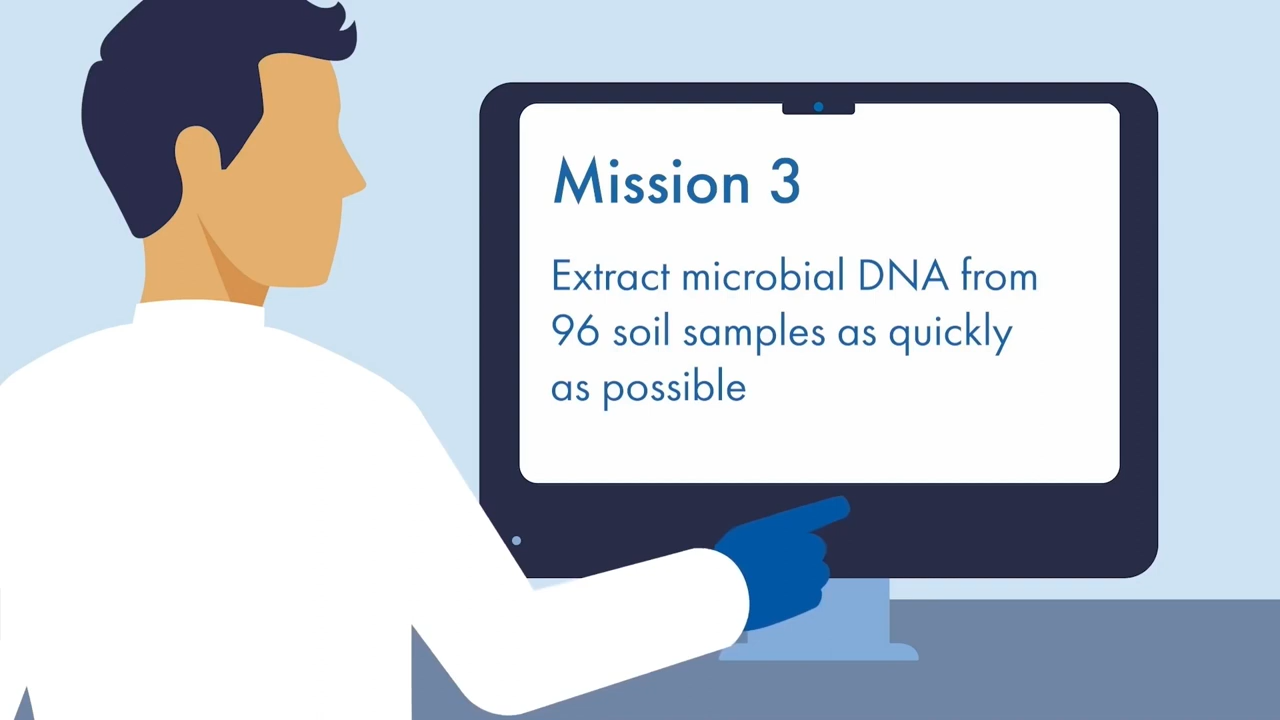 Mission 3
Extract microbial DNA from
96 soil samples as quickly
as possible